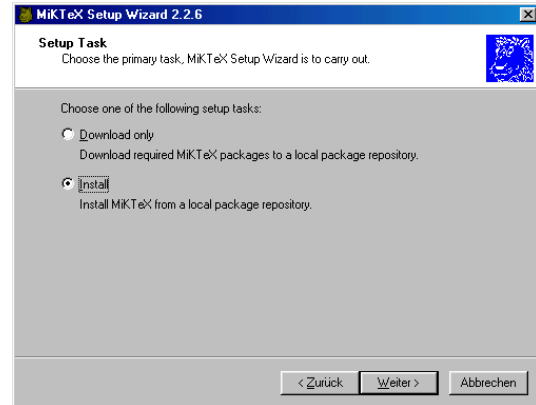 MiKTeX Setup Wizard 2.2.6
Setup Task
Choose the primary task, MiKTeX Setup Wizard is to carry out.
Choose one of the following setup tasks:
Download only
Download required MiKTeX packages to a local package repository.
Install
Install MiKTeX from a local package repository.
< Zurück Weiter > Abbrechen